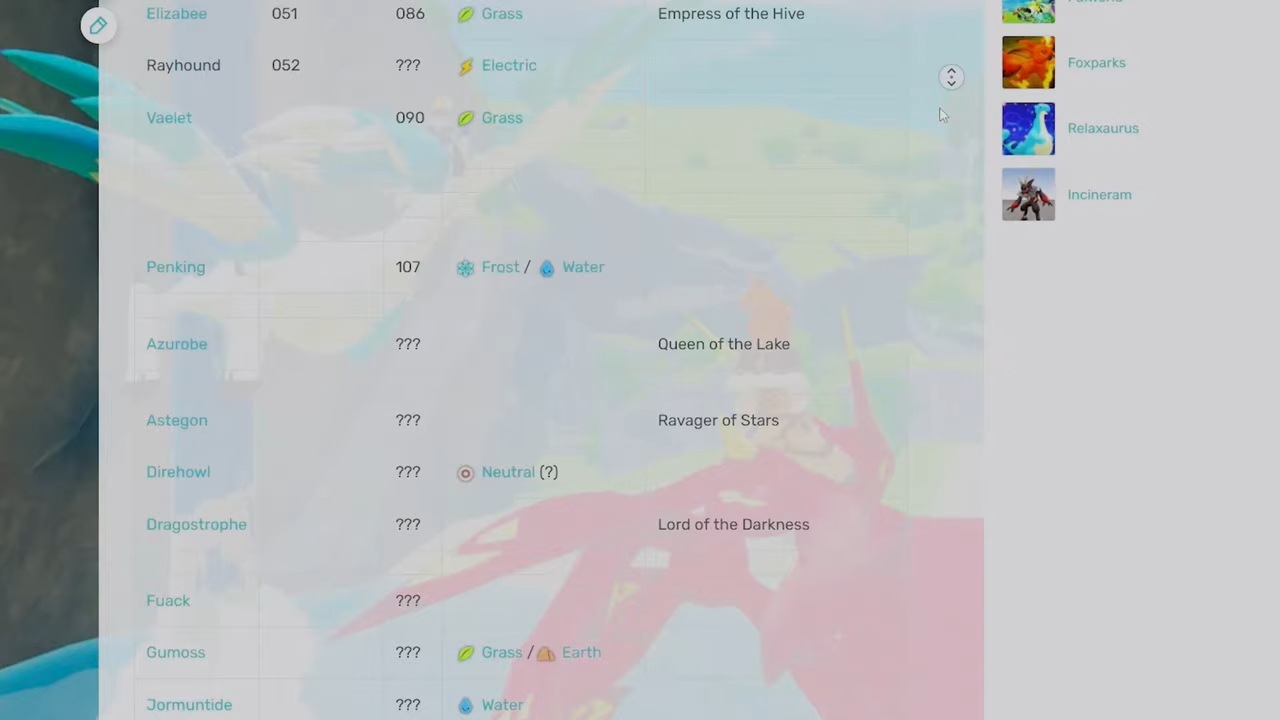 Elizabee 051 086 Grass Empress of the Hive
Rayhound 052 ??? Electric
Vaelet 090 Grass
Penking 107 Frost / Water
Azurobe ??? Queen of the Lake
Astegon ??? Ravager of Stars
Direhowl ??? Neutral (?)
Dragostrophe ??? Lord of the Darkness
Fuack ???
Gumoss ??? Grass / Earth
Jormuntide ??? Water
Foxparks
Relaxaurus
Incineram